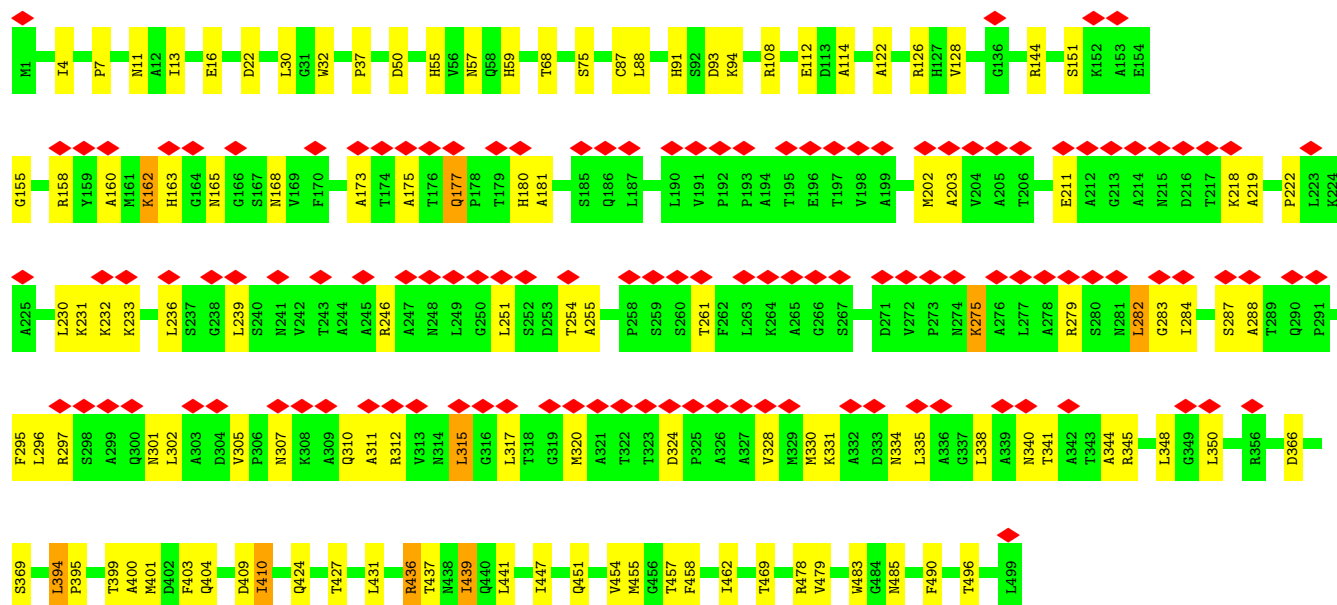 M1 I4 P7 N11 A12 I13 E16 D22 L30 G31 W32 P37 D50 H55 V56 N57 Q58 H59 T68 S75 C87 L88 H91 S92 D93 K94 R108 E112 D113 A114 A122 R126 H127 V128 G136 R144 S151 K152 A153 E154
G155 R158 Y159 A160 M161 K162 H163 G164 N165 G166 S167 N168 V169 F170 A173 T174 A175 T176 Q177 P178 T179 H180 A181 S185 Q186 L187 L190 V191 P192 P193 A194 T195 E196 T197 V198 A199 M202 A203 V204 A205 T206 E211 A212 G213 A214 N215 D216 T217 K218 A219 P222 L223 K224
A225 L230 K231 K232 K233 L236 S237 G238 L239 S240 N241 V242 T243 A244 A245 R246 A247 N248 L249 G250 L251 S252 D253 T254 A255 P258 S259 S260 T261 F262 L263 K264 A265 G266 S267 D271 V272 P273 N274 K275 A276 L277 A278 R279 S280 N281 L282 G283 I284 S287 A288 T289 Q290 P291
F295 L296 R297 S298 A299 Q300 N301 L302 A303 D304 V305 P306 N307 K308 A309 Q310 A311 R312 V313 N314 L315 G316 L317 T318 G319 M320 A321 T322 T323 D324 P325 A326 A327 V328 M329 M330 K331 A332 D333 N334 L335 A336 G337 L338 A339 N340 T341 A342 T343 A344 R345 L348 G349 L350 R356 D366
S369 L394 P395 T399 A400 M401 D402 F403 Q404 D409 I410 Q424 T427 L431 R436 T437 N438 I439 Q440 L441 I447 Q451 V454 M455 G456 T457 F458 I462 T469 R478 V479 W483 G484 N485 F490 T496 L499